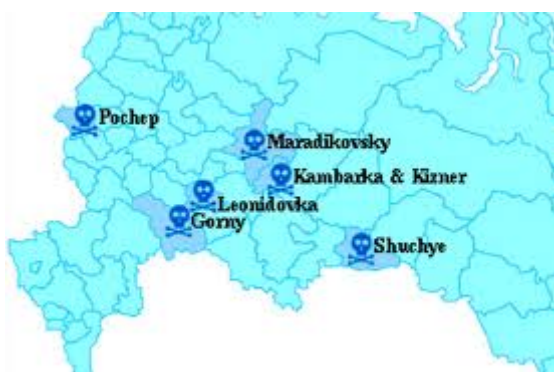 Pochep
Maradikovsky
Kambarka & Kizner
Leonidovka
Gorny
Shuchye